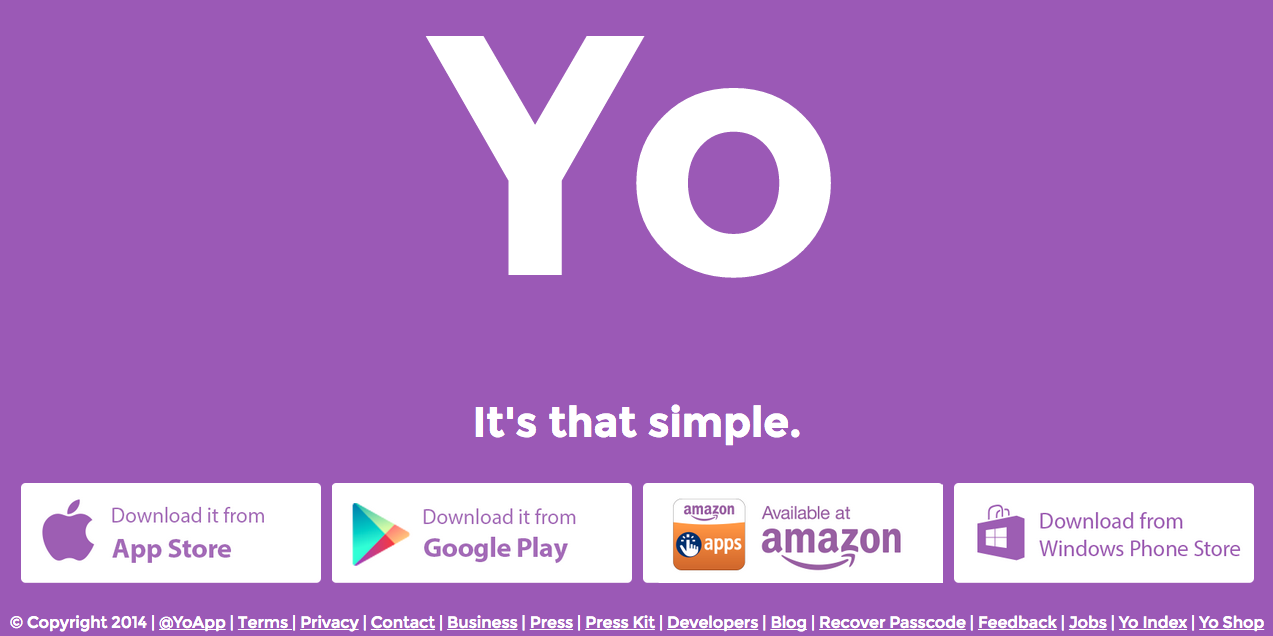 Yo
It's that simple.
Download it from
App Store
Download it from
Google Play
amazon
apps
Available at
amazon
Download from
Windows Phone Store
© Copyright 2014 | @YoApp | Terms | Privacy | Contact | Business | Press | Press Kit | Developers | Blog | Recover Passcode | Feedback | Jobs | Yo Index | Yo Shop